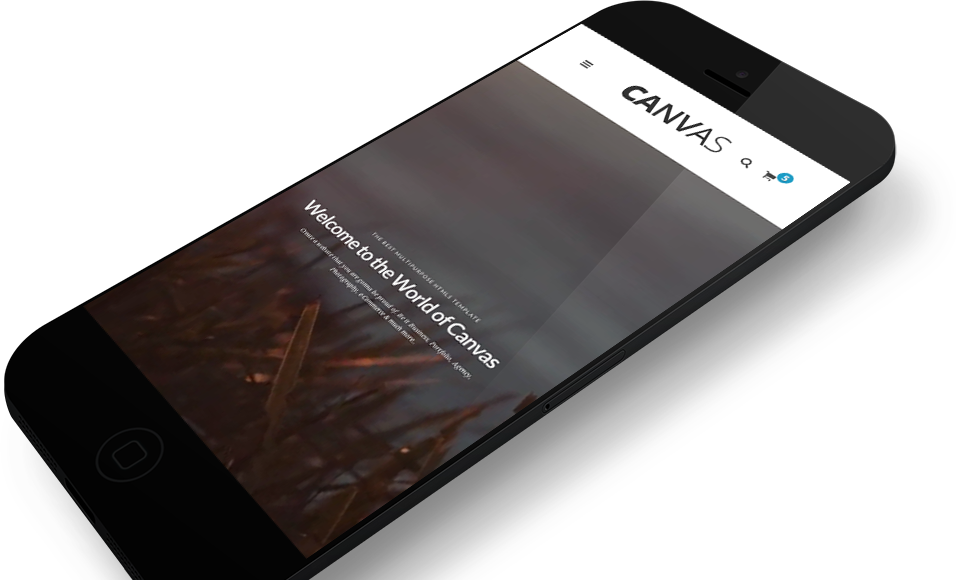 CANVAS
5
THE BEST MULTIPURPOSE HTML5 TEMPLATE
Welcome to the World of Canvas
Create a website that you are gonna be proud of. Be it Business, Portfolio, Agency,
Photography, eCommerce & much more.